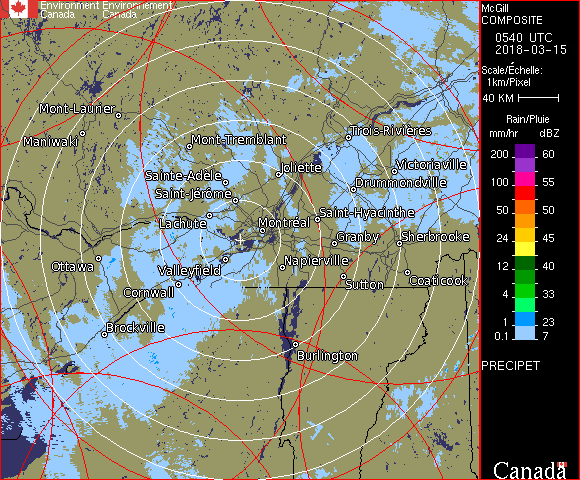 Environment Environnement
Canada Canada
McGill
COMPOSITE
0540 UTC
2018-03-15
Scale/Échelle:
1km/Pixel
40 KM
Rain/Pluie
mm/hr dBZ
200 60
100 55
50 50
24 45
12 40
4 33
1 23
0.1 7
PRECIPET
Canada
Mont-Laurier
Maniwaki
Mont-Tremblant
Trois-Rivières
Joliette
Victoriaville
Sainte-Adèle
Drummondville
Saint-Jérôme
Saint-Hyacinthe
Lachute
Montréal
Granby
Sherbrooke
Ottawa
Valleyfield
Napierville
Cornwall
Sutton
Coaticook
Brockville
Burlington